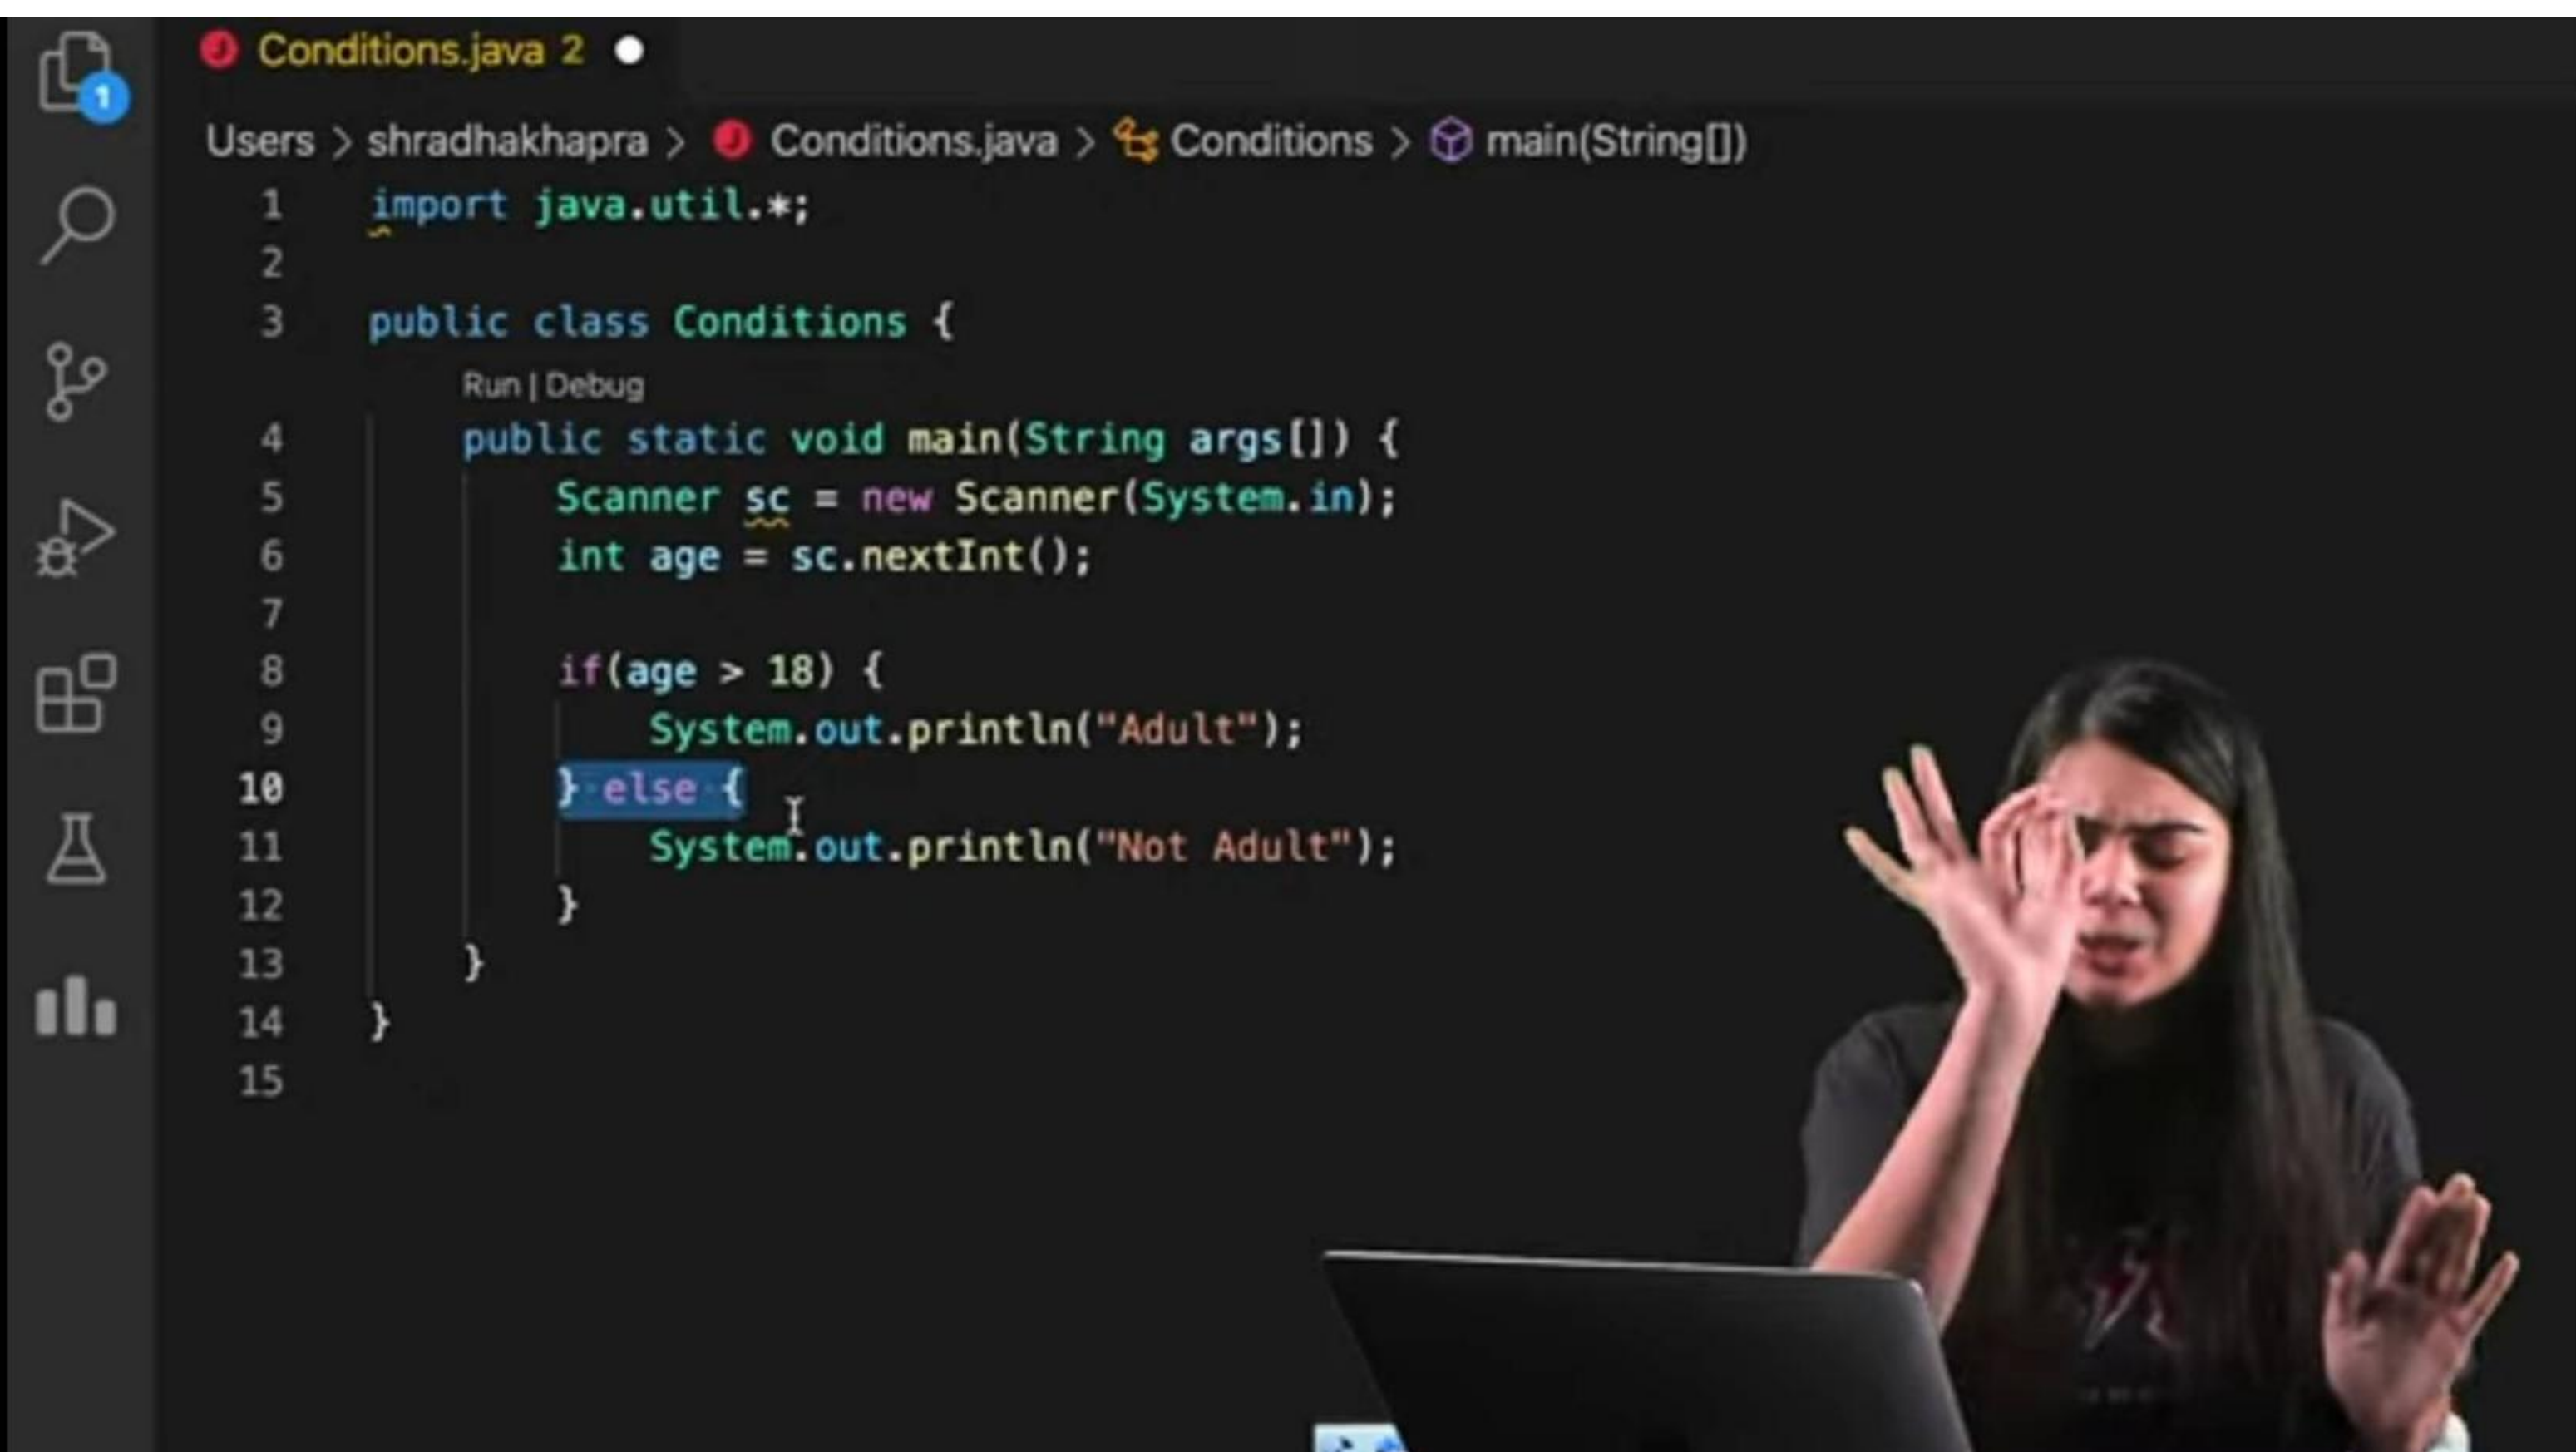 Conditions.java 2
1
Users > shradhakhapra > Conditions.java > Conditions > main(String[])
1 import java.util.*;
2
3 public class Conditions {
Run | Debug
4 public static void main(String args[]) {
5 Scanner sc = new Scanner(System.in);
6 int age = sc.nextInt();
7
8 if(age > 18) {
9 System.out.println("Adult");
10 } else {
11 System.out.println("Not Adult");
12 }
13 }
14 }
15